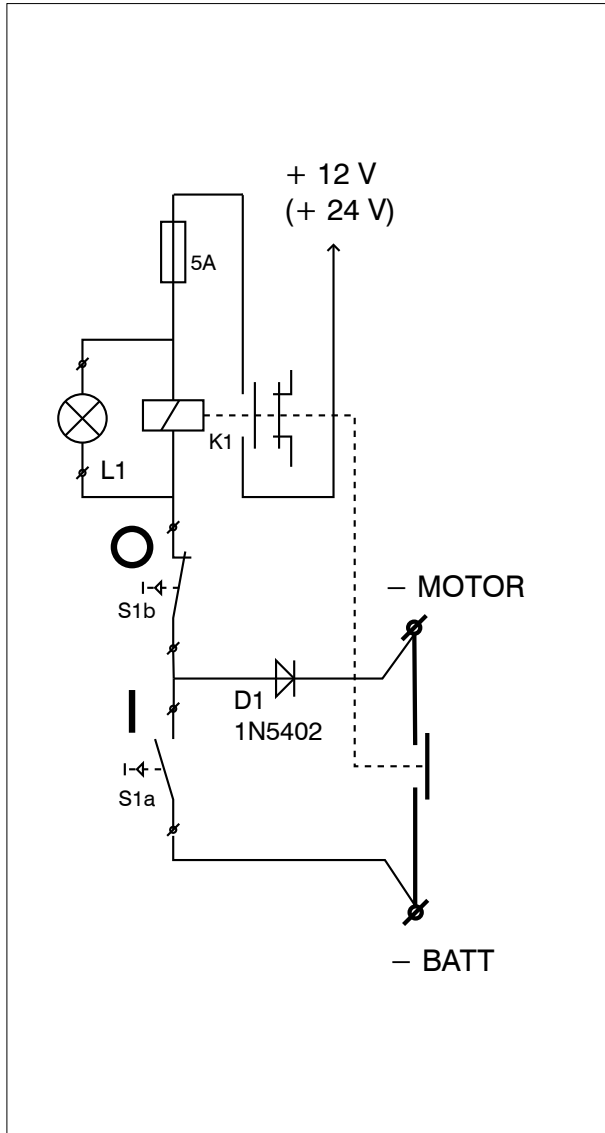 + 12 V
(+ 24 V)
5A
K1
L1
S1b
– MOTOR
D1
1N5402
S1a
– BATT